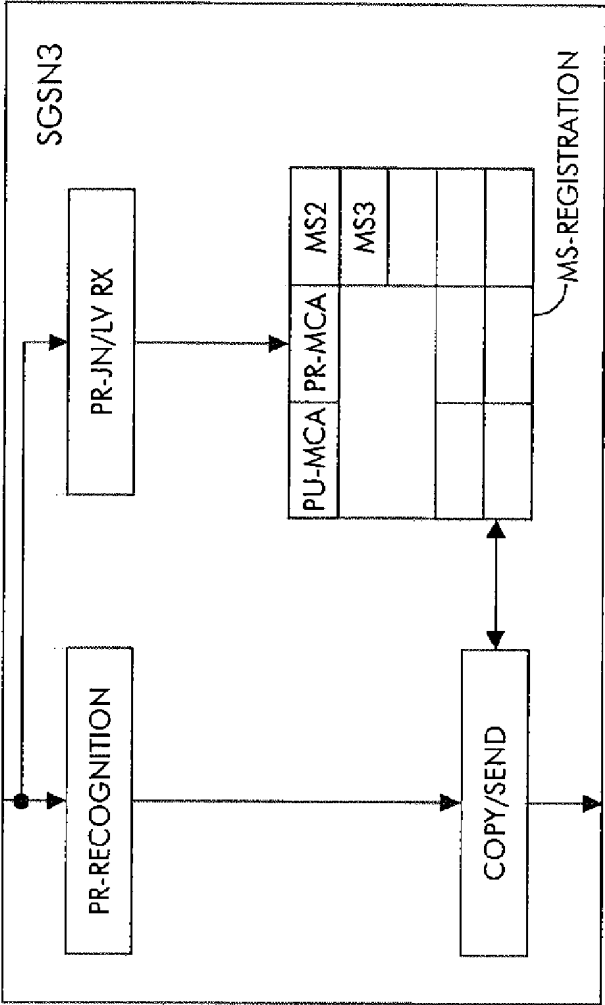 SGSN3
PR-RECOGNITION
PR-JN/LV RX
PU-MCA PR-MCA MS2
MS3
COPY/SEND
MS-REGISTRATION